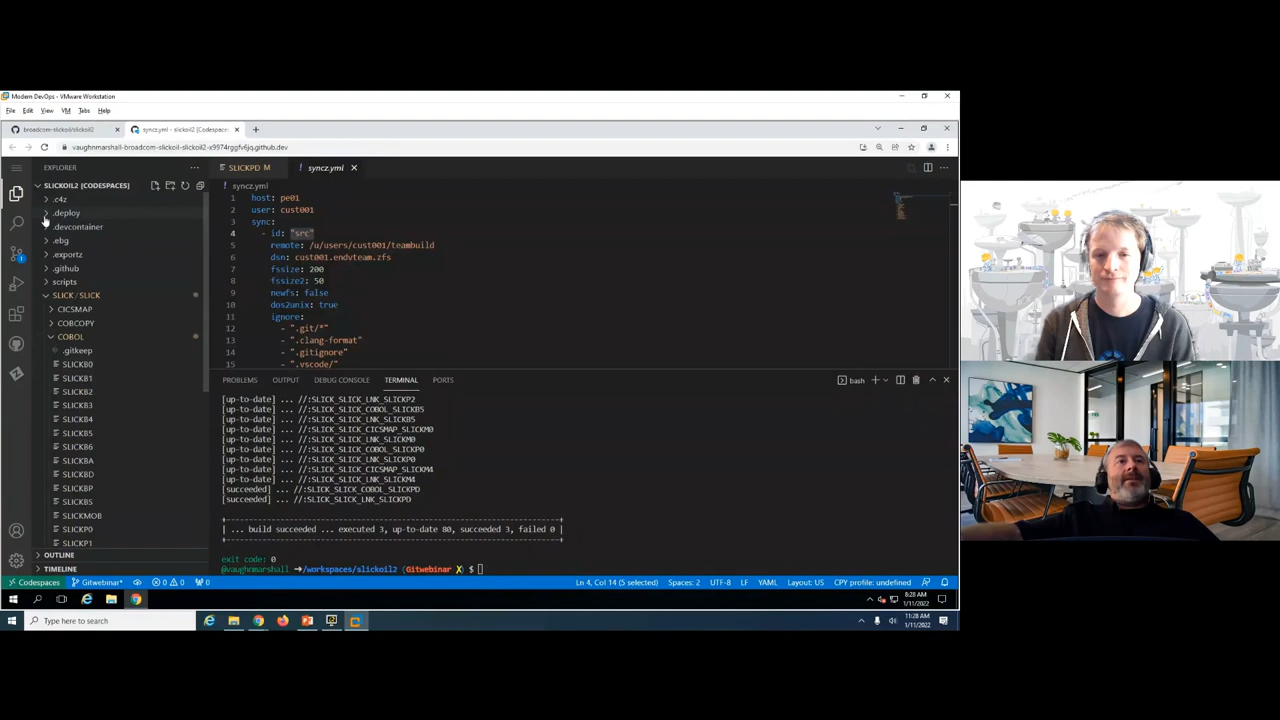 Modern DevOps - VMware Workstation
File Edit View VM Tabs Help
broadcom-slickoil/slickoil2
syncz.yml - slickoil2 [Codespaces]
vaughnmarshall-broadcom-slickoil-slickoil2-x9974rggfv6jq.github.dev
EXPLORER
SLICKOIL2 [CODESPACES]
.c4z
.deploy
.devcontainer
.ebg
.exportz
.github
scripts
SLICK / SLICK
CICSMAP
COBCOPY
COBOL
.gitkeep
SLICKB0
SLICKB1
SLICKB2
SLICKB3
SLICKB4
SLICKB5
SLICKB6
SLICKBA
SLICKBD
SLICKBP
SLICKBS
SLICKMOB
SLICKP0
SLICKP1
OUTLINE
TIMELINE
SLICKPD M
syncz.yml
syncz.yml
1 host: pe01
2 user: cust001
3 sync:
4 - id: "src"
5 remote: /u/users/cust001/teambuild
6 dsn: cust001.endvteam.zfs
7 fssize: 200
8 fssize2: 50
9 newfs: false
10 dos2unix: true
11 ignore:
12 - ".git/*"
13 - ".clang-format"
14 - ".gitignore"
15 - ".vscode/"
PROBLEMS OUTPUT DEBUG CONSOLE TERMINAL PORTS
bash
[up-to-date] ... //:SLICK_SLICK_LNK_SLICKP2
[up-to-date] ... //:SLICK_SLICK_COBOL_SLICKB5
[up-to-date] ... //:SLICK_SLICK_LNK_SLICKB5
[up-to-date] ... //:SLICK_SLICK_CICSMAP_SLICKM0
[up-to-date] ... //:SLICK_SLICK_LNK_SLICKM0
[up-to-date] ... //:SLICK_SLICK_COBOL_SLICKP0
[up-to-date] ... //:SLICK_SLICK_LNK_SLICKP0
[up-to-date] ... //:SLICK_SLICK_CICSMAP_SLICKM4
[up-to-date] ... //:SLICK_SLICK_LNK_SLICKM4
[succeeded] ... //:SLICK_SLICK_COBOL_SLICKPD
[succeeded] ... //:SLICK_SLICK_LNK_SLICKPD
| ... build succeeded ... executed 3, up-to-date 80, succeeded 3, failed 0 |
exit code: 0
@vaughnmarshall ➜/workspaces/slickoil2 (Gitwebinar ✗) $
Codespaces Gitwebinar* 0 0 0 Ln 4, Col 14 (5 selected) Spaces: 2 UTF-8 LF YAML Layout: US CPY profile: undefined
8:28 AM
1/11/2022
Type here to search
11:28 AM
1/11/2022